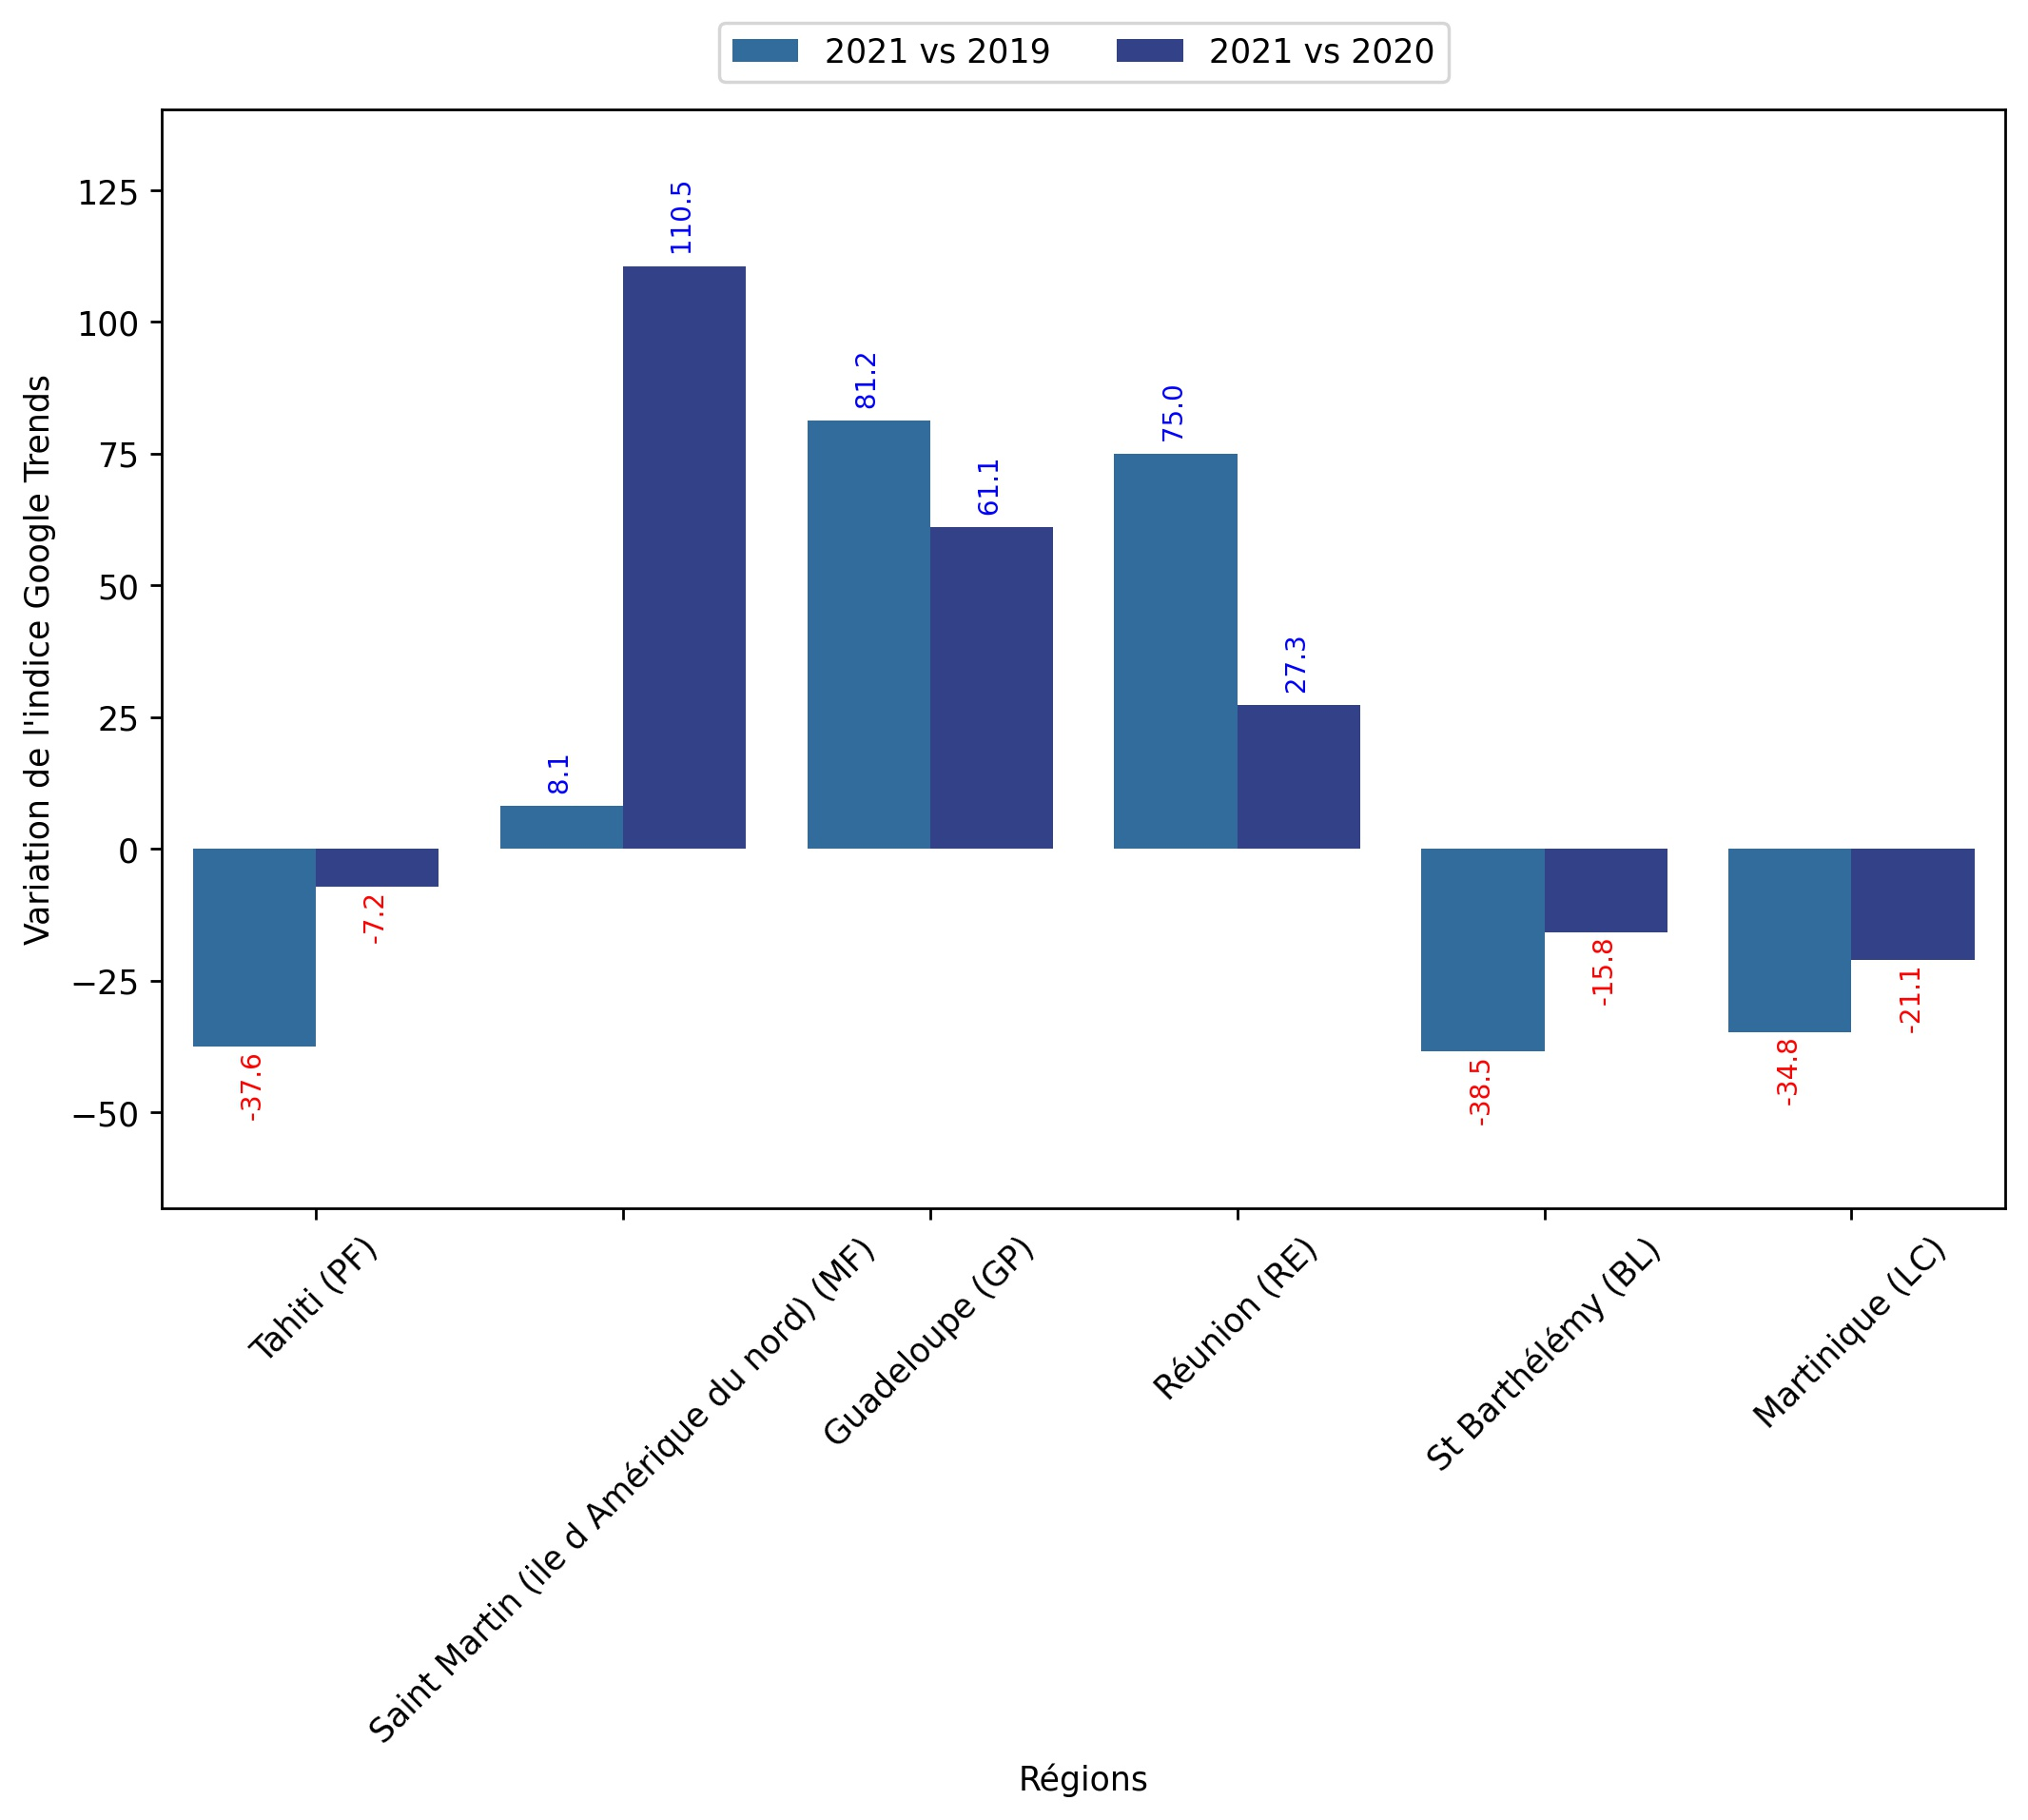 2021 vs 2019
2021 vs 2020
Variation de l'indice Google Trends
125
100
75
50
25
0
−25
−50
-37.6
-7.2
8.1
110.5
81.2
61.1
75.0
27.3
-38.5
-15.8
-34.8
-21.1
Tahiti (PF)
Saint Martin (ile d Amérique du nord) (MF)
Guadeloupe (GP)
Réunion (RE)
St Barthélémy (BL)
Martinique (LC)
Régions